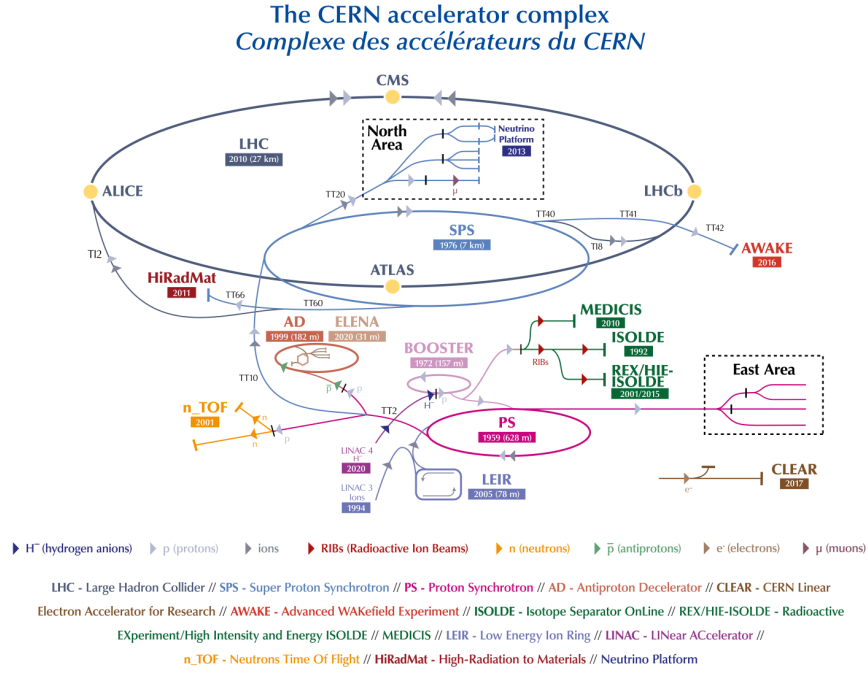 The CERN accelerator complex
Complexe des accélérateurs du CERN
CMS
North
Area
Neutrino
Platform
2013
LHC
2010 (27 km)
TT20
μ
ALICE
LHCb
TT40
TT41
TT42
SPS
1976 (7 km)
TI8
TI2
AWAKE
2016
HiRadMat
2011
ATLAS
TT66
TT60
AD
1999 (182 m)
ELENA
2020 (31 m)
MEDICIS
2010
BOOSTER
1972 (157 m)
ISOLDE
1992
RIBs
REX/HIE-
ISOLDE
2001/2015
East Area
TT10
p̄
p
p
H⁻
n_TOF
2001
n
n
p
TT2
PS
1959 (628 m)
LINAC 4
H⁻
2020
LINAC 3
Ions
1994
LEIR
2005 (78 m)
CLEAR
2017
e⁻
H⁻ (hydrogen anions)
p (protons)
ions
RIBs (Radioactive Ion Beams)
n (neutrons)
p̄ (antiprotons)
e⁻ (electrons)
μ (muons)
LHC - Large Hadron Collider // SPS - Super Proton Synchrotron // PS - Proton Synchrotron // AD - Antiproton Decelerator // CLEAR - CERN Linear
Electron Accelerator for Research // AWAKE - Advanced WAKefield Experiment // ISOLDE - Isotope Separator OnLine // REX/HIE-ISOLDE - Radioactive
EXperiment/High Intensity and Energy ISOLDE // MEDICIS // LEIR - Low Energy Ion Ring // LINAC - LINear ACcelerator //
n_TOF - Neutrons Time Of Flight // HiRadMat - High-Radiation to Materials // Neutrino Platform